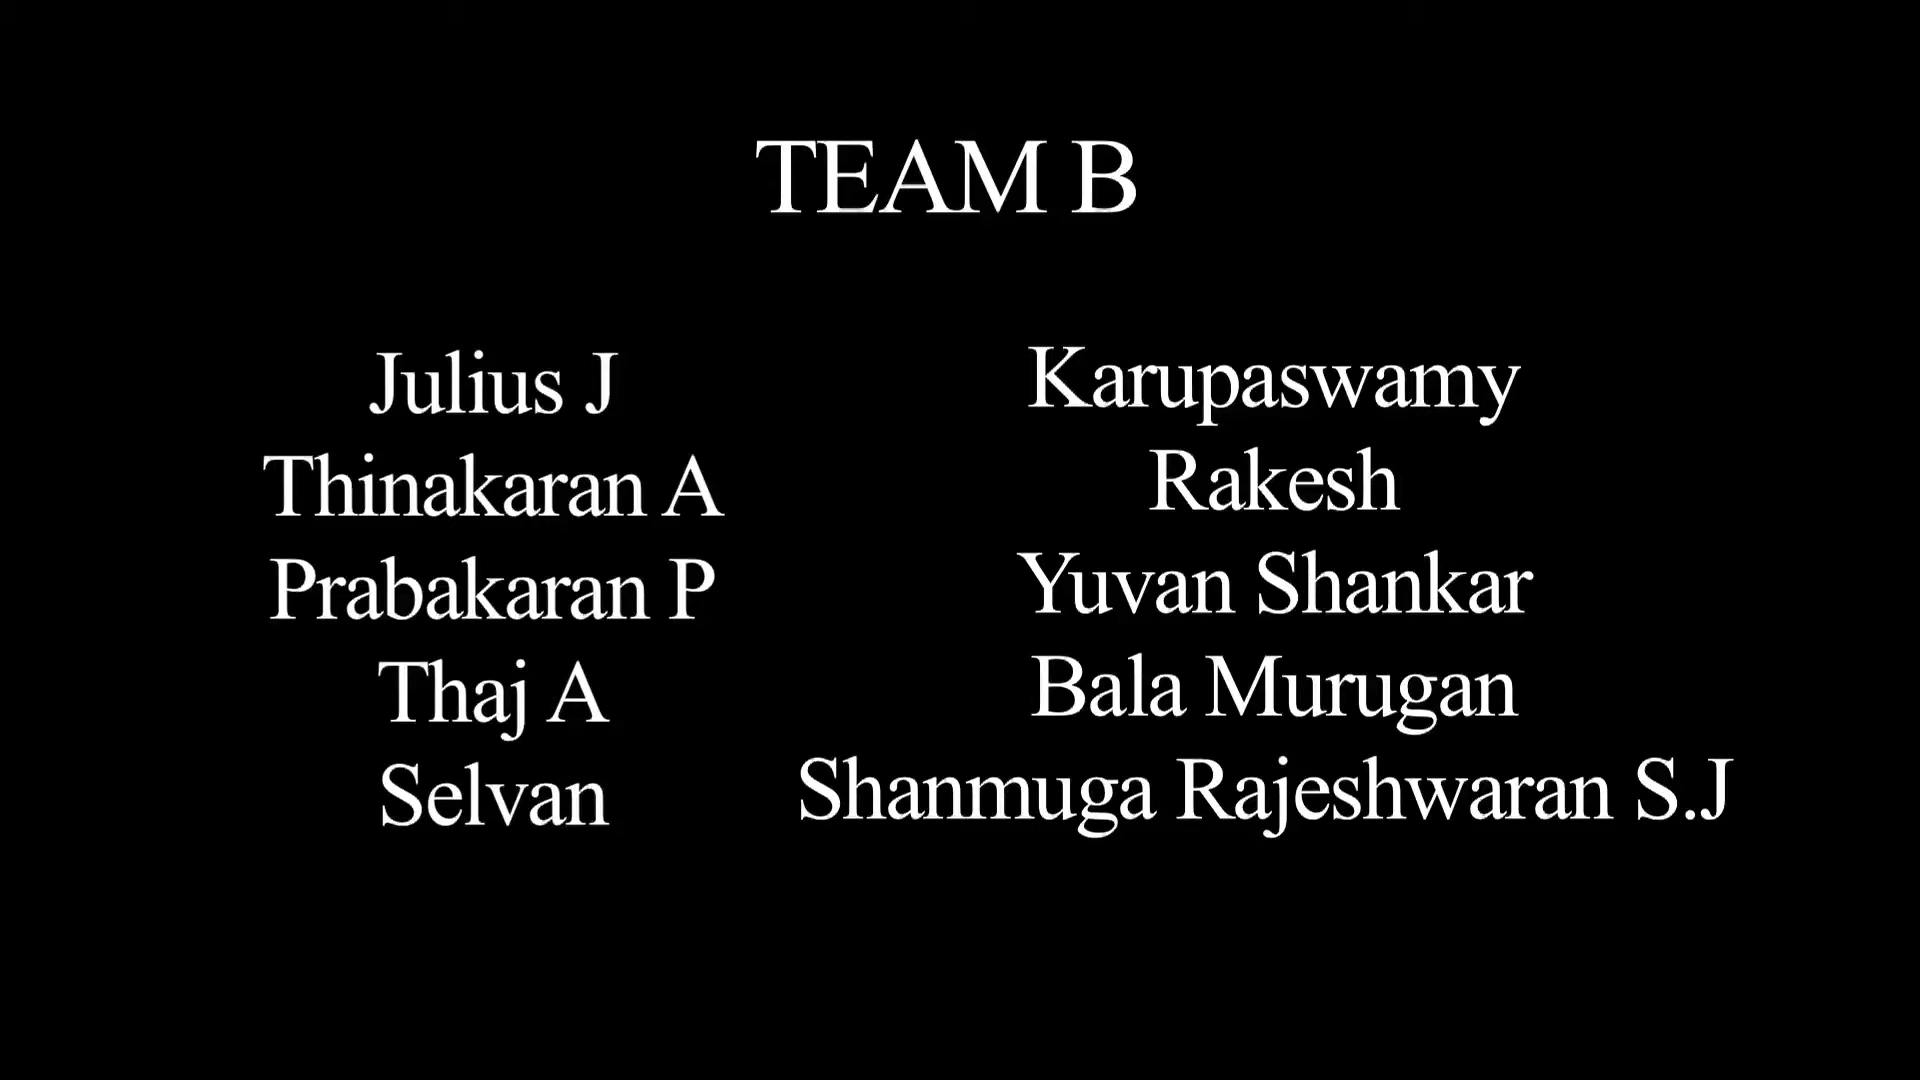 TEAM B
Julius J
Thinakaran A
Prabakaran P
Thaj A
Selvan
Karupaswamy
Rakesh
Yuvan Shankar
Bala Murugan
Shanmuga Rajeshwaran S.J